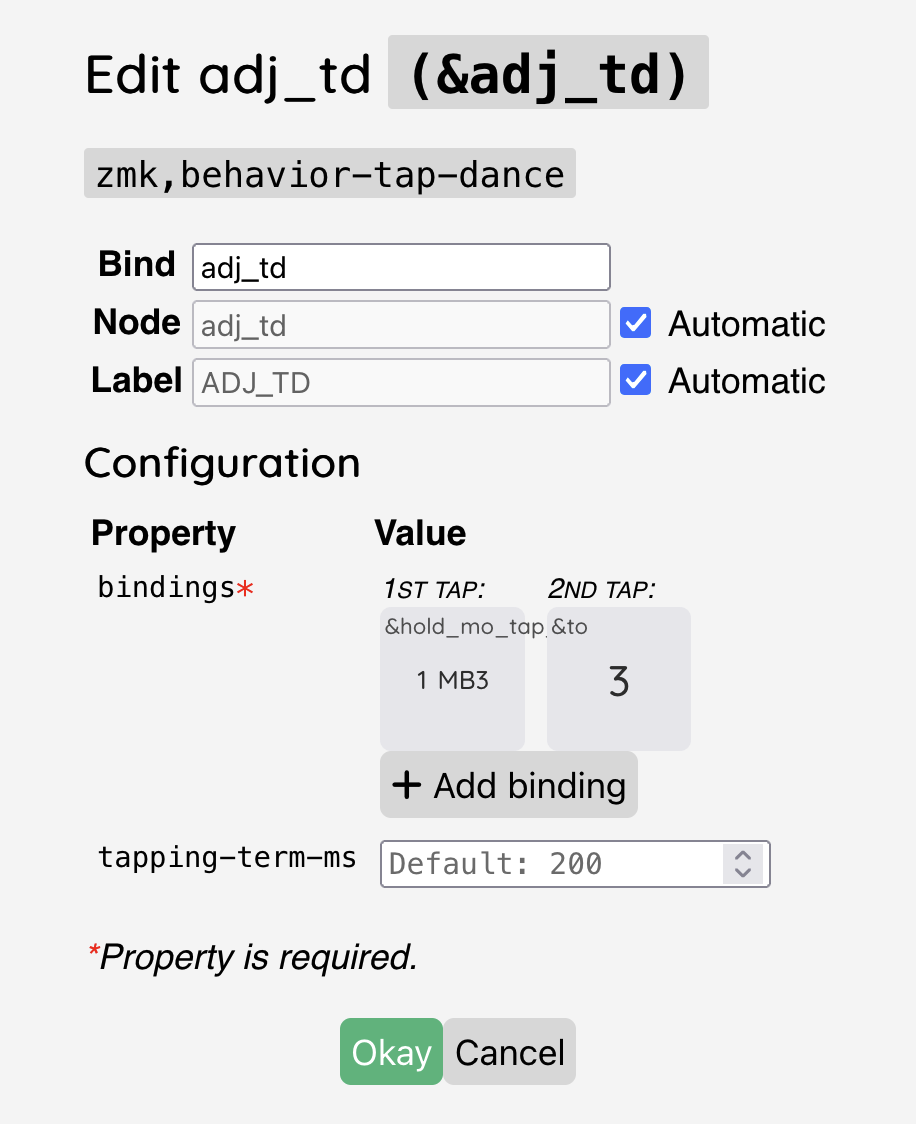 Edit adj_td (&adj_td)
zmk,behavior-tap-dance
Bind adj_td
Node adj_td Automatic
Label ADJ_TD Automatic
Configuration
Property Value
bindings* 1ST TAP: 2ND TAP:
&hold_mo_tap &to
1 MB3 3
+ Add binding
tapping-term-ms Default: 200
*Property is required.
Okay Cancel